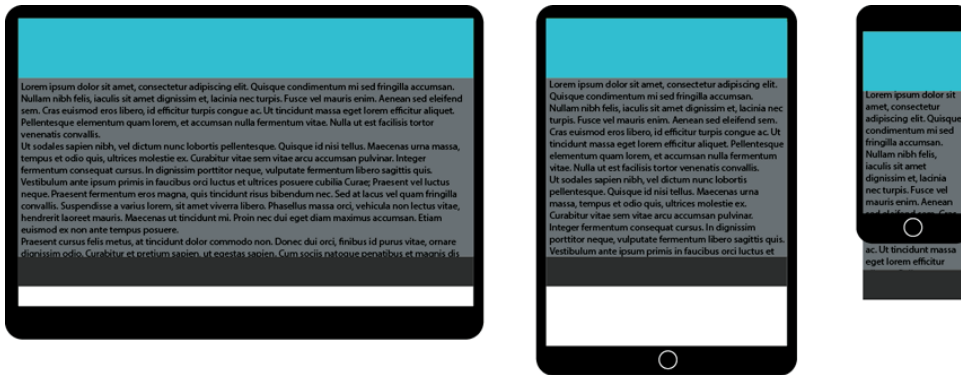 Lorem ipsum dolor sit amet, consectetur adipiscing elit. Quisque condimentum mi sed fringilla accumsan.
Nullam nibh felis, iaculis sit amet dignissim et, lacinia nec turpis. Fusce vel mauris enim. Aenean sed eleifend
sem. Cras euismod eros libero, id efficitur turpis congue ac. Ut tincidunt massa eget lorem efficitur aliquet.
Pellentesque elementum quam lorem, et accumsan nulla fermentum vitae. Nulla ut est facilisis tortor
venenatis convallis.
Ut sodales sapien nibh, vel dictum nunc lobortis pellentesque. Quisque id nisi tellus. Maecenas urna massa,
tempus et odio quis, ultrices molestie ex. Curabitur vitae sem vitae arcu accumsan pulvinar. Integer
fermentum consequat cursus. In dignissim porttitor neque, vulputate fermentum libero sagittis quis.
Vestibulum ante ipsum primis in faucibus orci luctus et ultrices posuere cubilia Curae; Praesent vel luctus
neque. Praesent fermentum eros magna, quis tincidunt risus bibendum nec. Sed at lacus vel quam fringilla
convallis. Suspendisse a varius lorem, sit amet viverra libero. Phasellus massa orci, vehicula non lectus vitae,
hendrerit laoreet mauris. Maecenas ut tincidunt mi. Proin nec dui eget diam maximus accumsan. Etiam
euismod ex non ante tempus posuere.
Praesent cursus felis metus, at tincidunt dolor commodo non. Donec dui orci, finibus id purus vitae, ornare
dignissim odio. Curabitur et pretium sapien, ut egestas sapien. Cum sociis natoque penatibus et magnis dis
Lorem ipsum dolor sit amet, consectetur adipiscing elit.
Quisque condimentum mi sed fringilla accumsan.
Nullam nibh felis, iaculis sit amet dignissim et, lacinia nec
turpis. Fusce vel mauris enim. Aenean sed eleifend sem.
Cras euismod eros libero, id efficitur turpis congue ac. Ut
tincidunt massa eget lorem efficitur aliquet. Pellentesque
elementum quam lorem, et accumsan nulla fermentum
vitae. Nulla ut est facilisis tortor venenatis convallis.
Ut sodales sapien nibh, vel dictum nunc lobortis
pellentesque. Quisque id nisi tellus. Maecenas urna
massa, tempus et odio quis, ultrices molestie ex.
Curabitur vitae sem vitae arcu accumsan pulvinar.
Integer fermentum consequat cursus. In dignissim
porttitor neque, vulputate fermentum libero sagittis quis.
Vestibulum ante ipsum primis in faucibus orci luctus et
Lorem ipsum dolor sit
amet, consectetur
adipiscing elit. Quisque
condimentum mi sed
fringilla accumsan.
Nullam nibh felis,
iaculis sit amet
dignissim et, lacinia
nec turpis. Fusce vel
mauris enim. Aenean
ac. Ut tincidunt massa
eget lorem efficitur